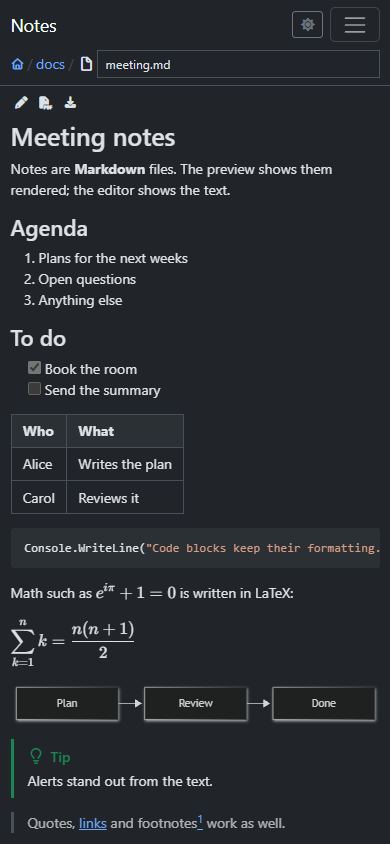 Notes
/ docs / meeting.md
Meeting notes
Notes are Markdown files. The preview shows them
rendered; the editor shows the text.
Agenda
1. Plans for the next weeks
2. Open questions
3. Anything else
To do
Book the room
Send the summary
Who What
Alice Writes the plan
Carol Reviews it
Console.WriteLine("Code blocks keep their formatting.
Math such as e^{iπ} + 1 = 0 is written in LaTeX:
∑_{k=1}^{n} k = n(n + 1) / 2
Plan Review Done
Tip
Alerts stand out from the text.
Quotes, links and footnotes¹ work as well.